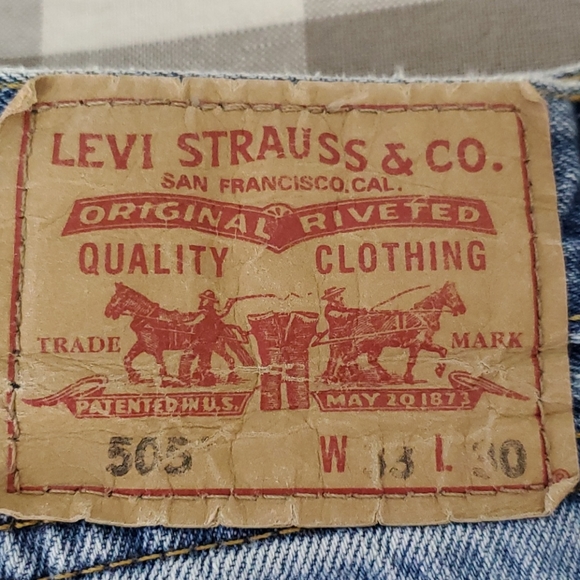 LEVI STRAUSS & CO.
SAN FRANCISCO, CAL.
ORIGINAL RIVETED
QUALITY CLOTHING
TRADE MARK
PATENTED IN U.S. MAY 20 1873
505 W 33 L 30